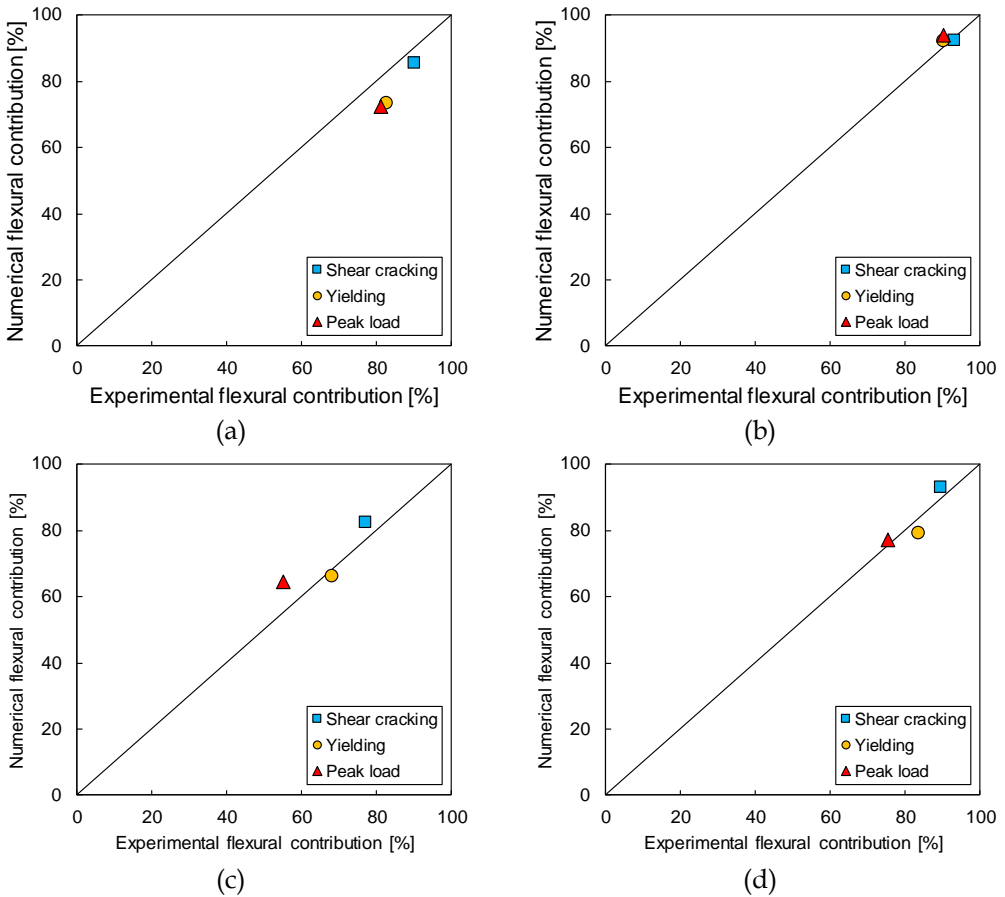 Numerical flexural contribution [%]
100
80
60
40
20
0
Shear cracking
Yielding
Peak load
0 20 40 60 80 100
Experimental flexural contribution [%]
(a)
Numerical flexural contribution [%]
100
80
60
40
20
0
Shear cracking
Yielding
Peak load
0 20 40 60 80 100
Experimental flexural contribution [%]
(b)
Numerical flexural contribution [%]
100
80
60
40
20
0
Shear cracking
Yielding
Peak load
0 20 40 60 80 100
Experimental flexural contribution [%]
(c)
Numerical flexural contribution [%]
100
80
60
40
20
0
Shear cracking
Yielding
Peak load
0 20 40 60 80 100
Experimental flexural contribution [%]
(d)